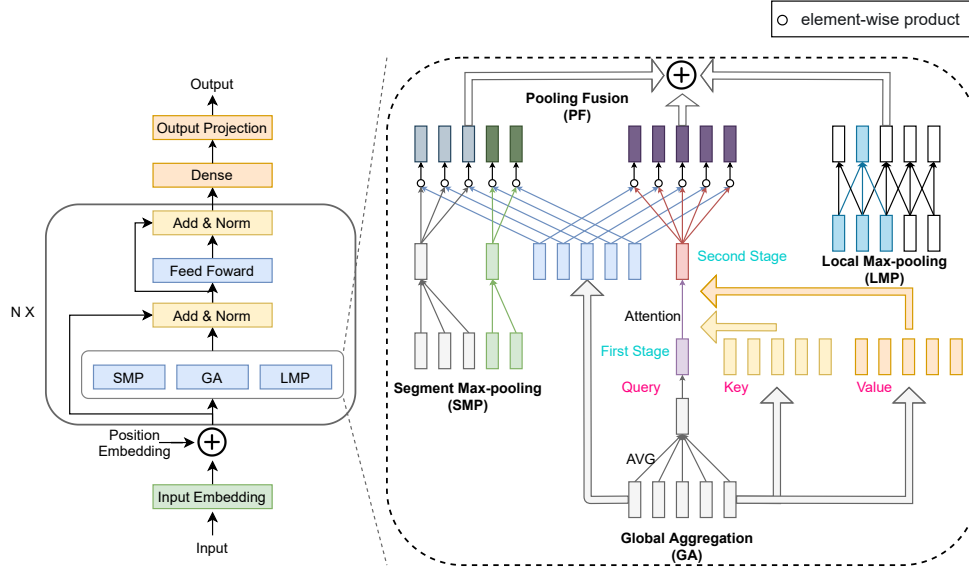 element-wise product
Output
Output Projection
Dense
Add & Norm
Feed Foward
Add & Norm
N X
SMP
GA
LMP
Position
Embedding
Input Embedding
Input
Pooling Fusion
(PF)
Segment Max-pooling
(SMP)
Second Stage
Attention
First Stage
Query
Key
Value
Local Max-pooling
(LMP)
AVG
Global Aggregation
(GA)